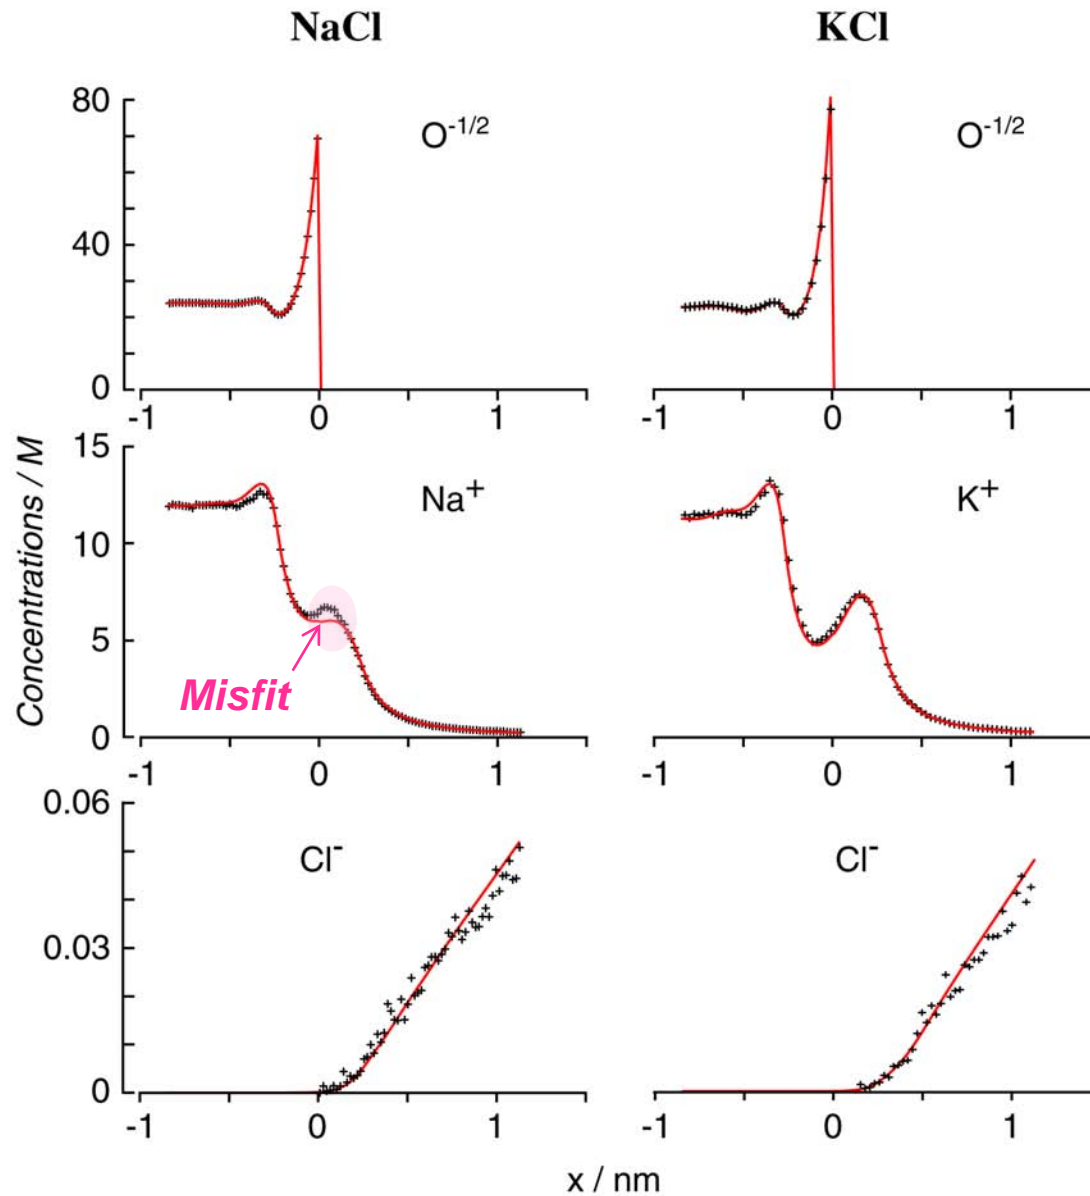 NaCl KCl
80
40
0
O-1/2
-1 0 1
O-1/2
-1 0 1
Concentrations / M
15
10
5
0
Na+
Misfit
-1 0 1
K+
-1 0 1
0.06
0.03
0
Cl-
-1 0 1
Cl-
-1 0 1
x / nm